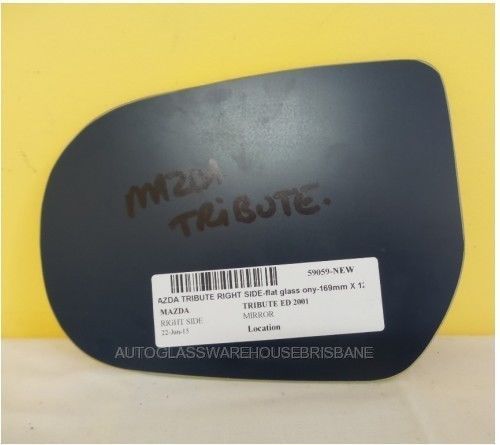 MAZDA
TRIBUTE.
59059-NEW
AZDA TRIBUTE RIGHT SIDE-flat glass ony-169mm X 12
MAZDA TRIBUTE ED 2001
RIGHT SIDE MIRROR
22-Jun-15 Location
AUTOGLASSWAREHOUSEBRISBANE